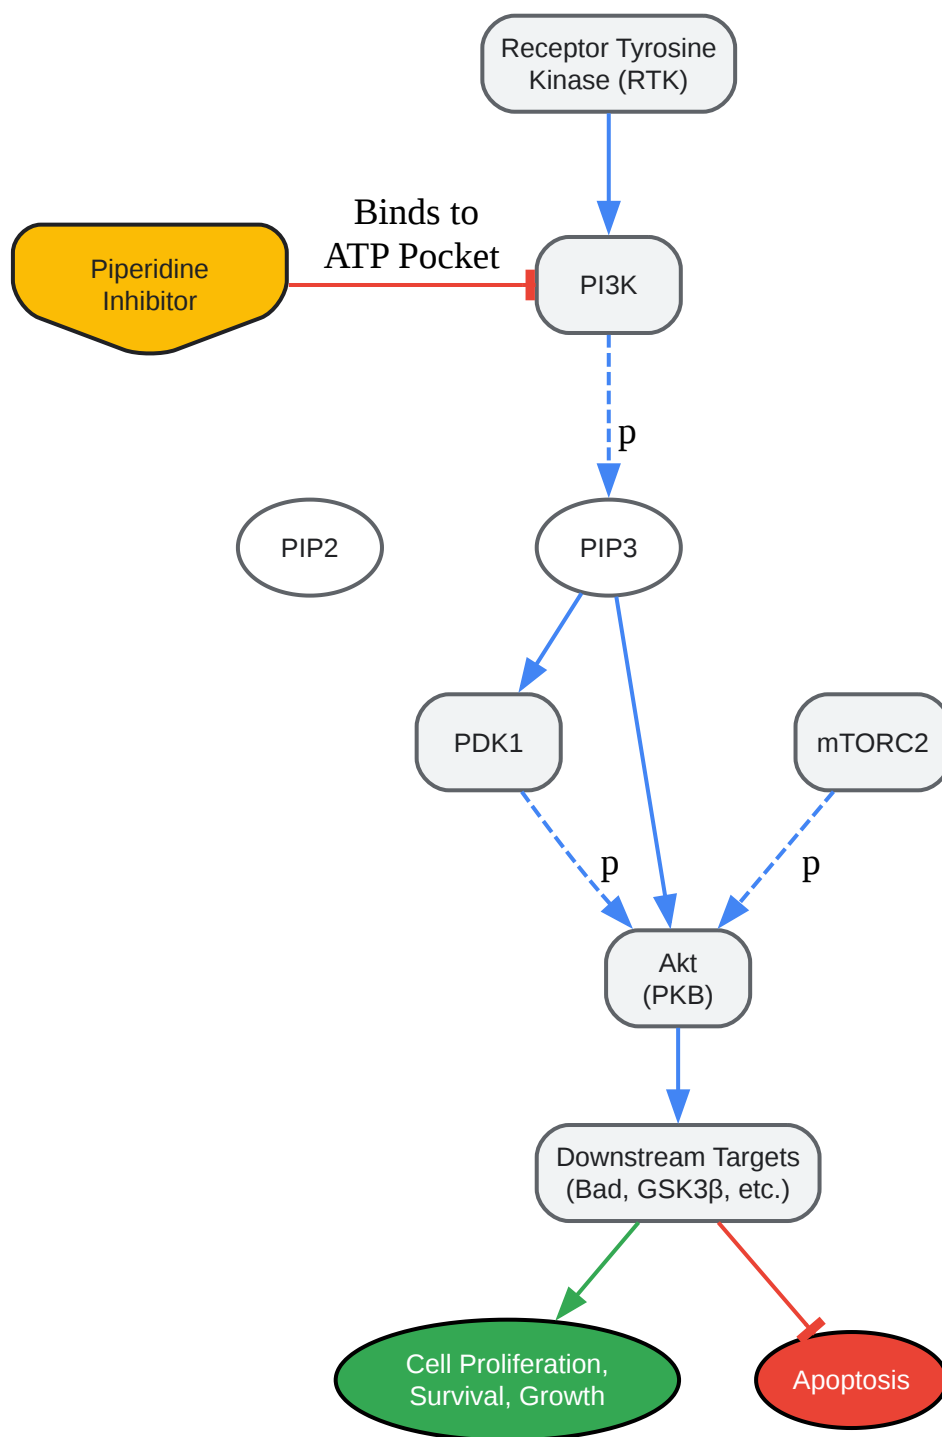 Receptor Tyrosine
Kinase (RTK)
Binds to
ATP Pocket
Piperidine
Inhibitor
PI3K
p
PIP2
PIP3
PDK1
mTORC2
p
p
Akt
(PKB)
Downstream Targets
(Bad, GSK3β, etc.)
Cell Proliferation,
Survival, Growth
Apoptosis